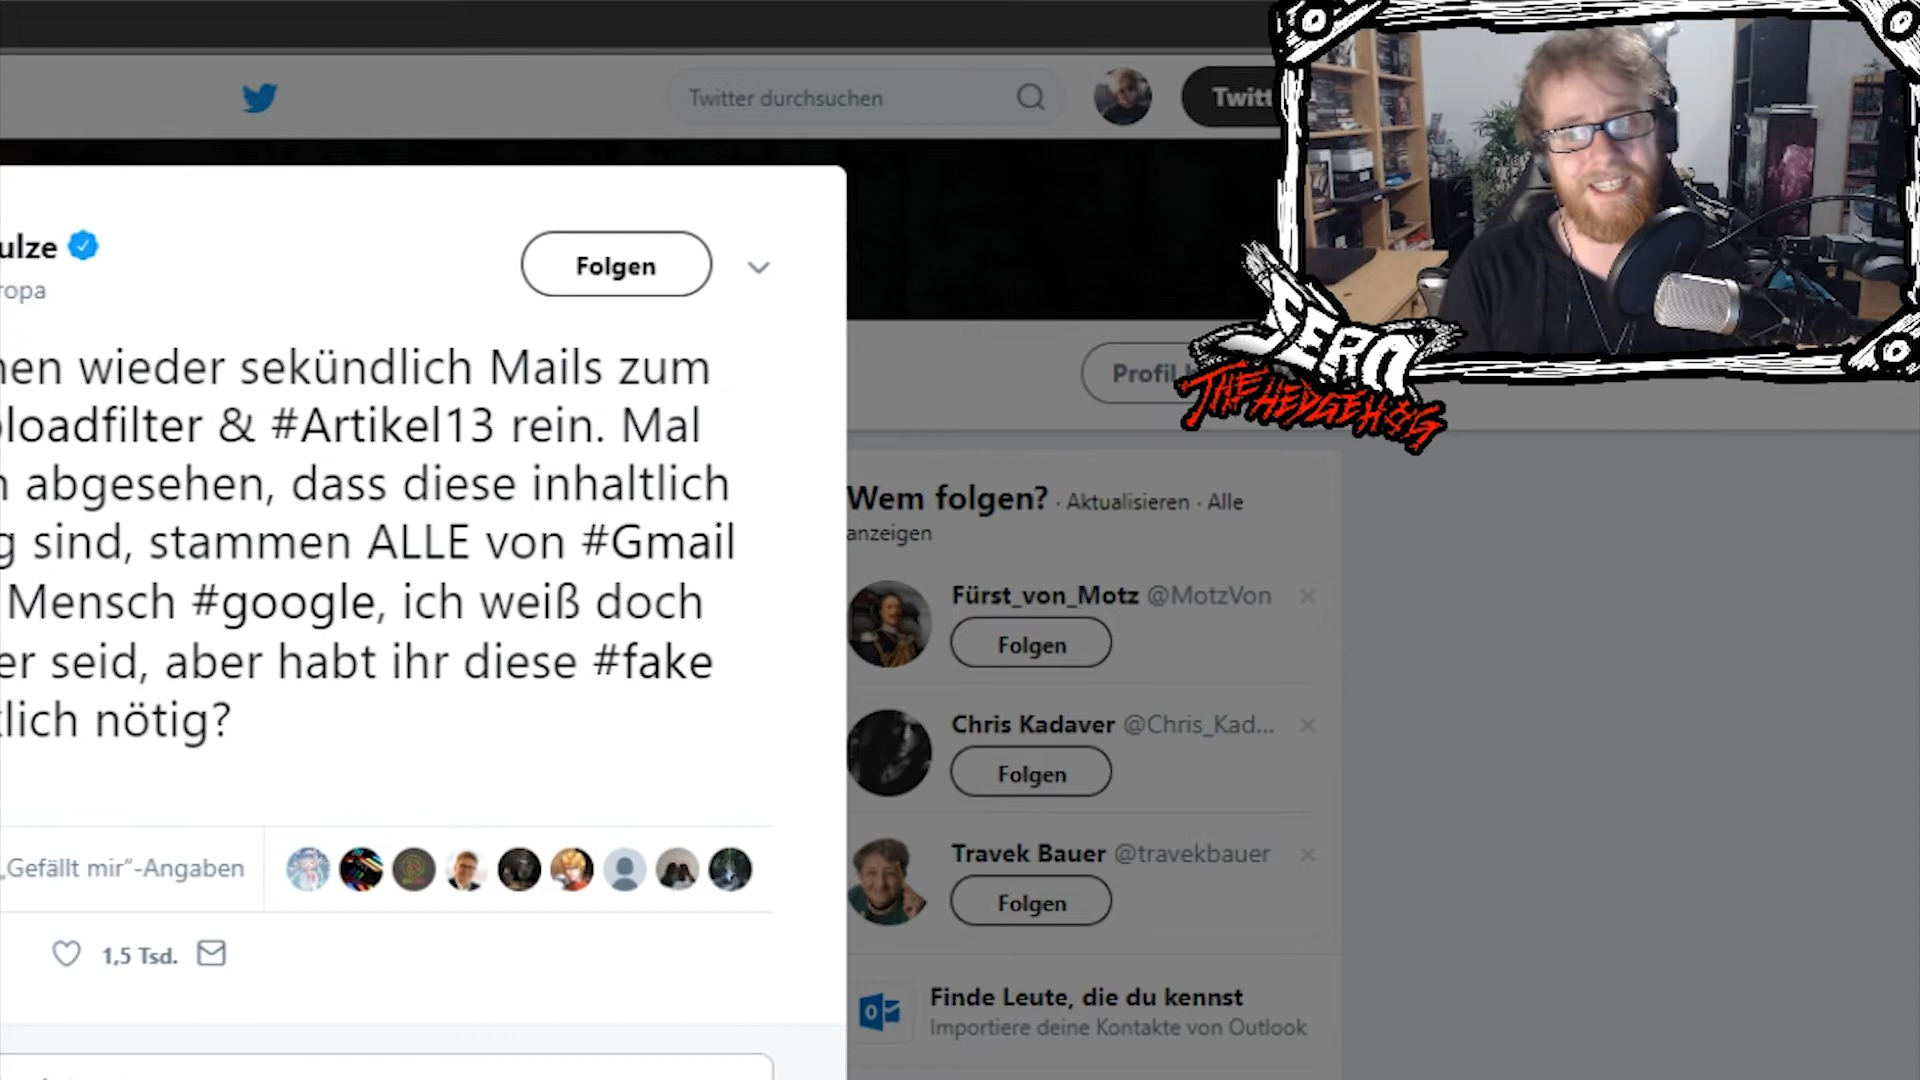 Twitter durchsuchen
Twitt
ulze
ropa
Folgen
nen wieder sekündlich Mails zum
loadfilter & #Artikel13 rein. Mal
abgesehen, dass diese inhaltlich
g sind, stammen ALLE von #Gmail
Mensch #google, ich weiß doch
er seid, aber habt ihr diese #fake
lich nötig?
„Gefällt mir“-Angaben
1,5 Tsd.
SERO
THE HEDGEHOG
Profil
Wem folgen? · Aktualisieren · Alle
anzeigen
Fürst_von_Motz @MotzVon
Folgen
Chris Kadaver @Chris_Kad...
Folgen
Travek Bauer @travekbauer
Folgen
Finde Leute, die du kennst
Importiere deine Kontakte von Outlook